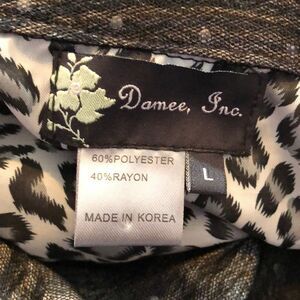 Damee, Inc.
60%POLYESTER
40%RAYON
L
MADE IN KOREA